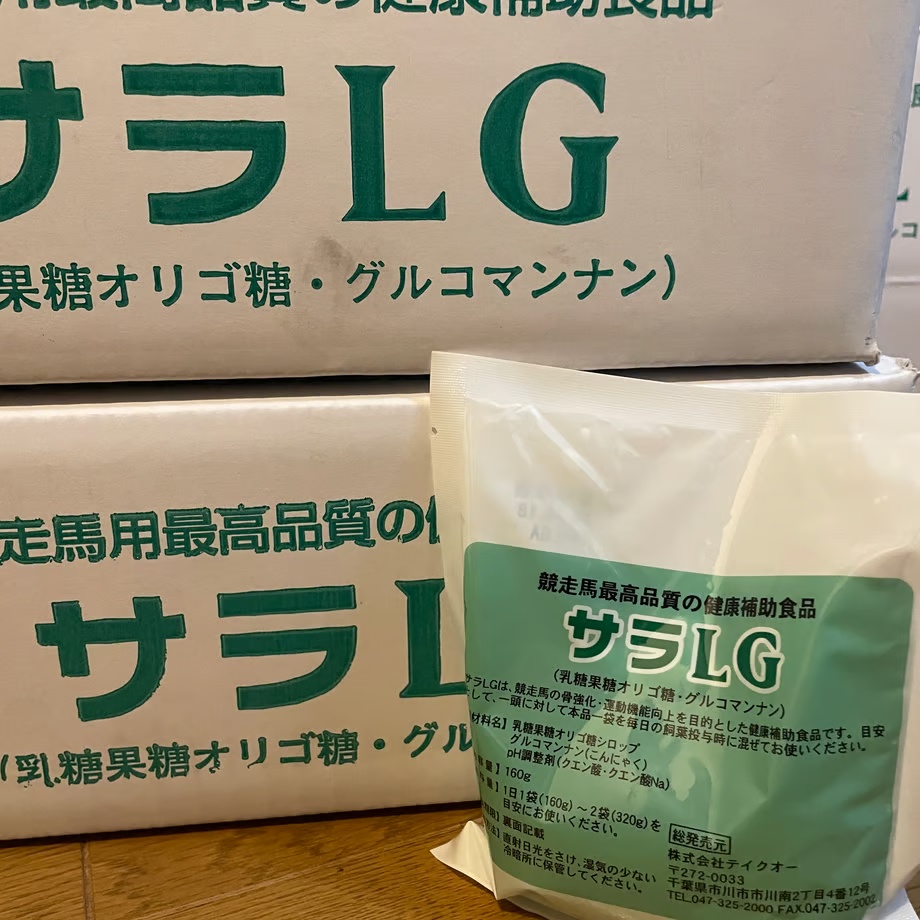 用最高品質の健康補助食品
サラLG
果糖オリゴ糖・グルコマンナン)
走馬用最高品質の健
サラL
(乳糖果糖オリゴ糖・グル
競走馬最高品質の健康補助食品
サラLG
(乳糖果糖オリゴ糖・グルコマンナン)
サラLGは、競走馬の骨強化・運動機能向上を目的とした健康補助食品です。目安
として、一頭に対して本品一袋を毎日の飼葉投与時に混ぜてお使いください。
材料名】乳糖果糖オリゴ糖シロップ
グルコマンナン(こんにゃく)
pH調整剤(クエン酸・クエン酸Na)
量】160g
量】1日1袋(160g)～2袋(320g)を
目安にお使いください。
期限】裏面記載
法】直射日光をさけ、湿気の少ない
冷暗所に保管してください。
総発売元
株式会社テイクオー
〒272-0033
千葉県市川市市川南2丁目4番12号
TEL.047-325-2000 FAX.047-325-2002